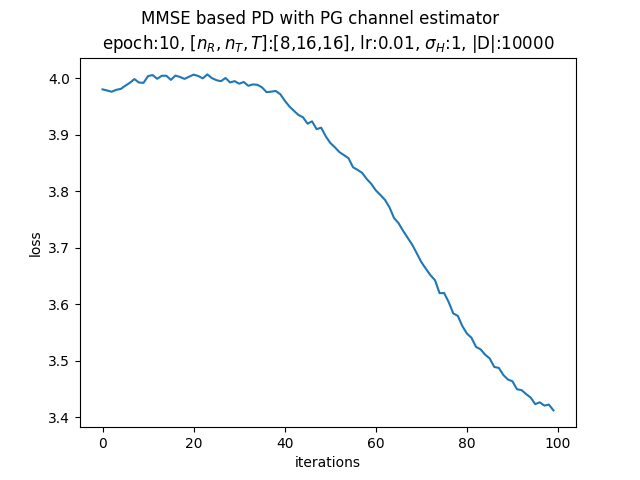 MMSE based PD with PG channel estimator
epoch:10, [n_R, n_T, T]:[8,16,16], lr:0.01, σ_H:1, |D|:10000
4.0
3.9
3.8
3.7
3.6
3.5
3.4
loss
0 20 40 60 80 100
iterations